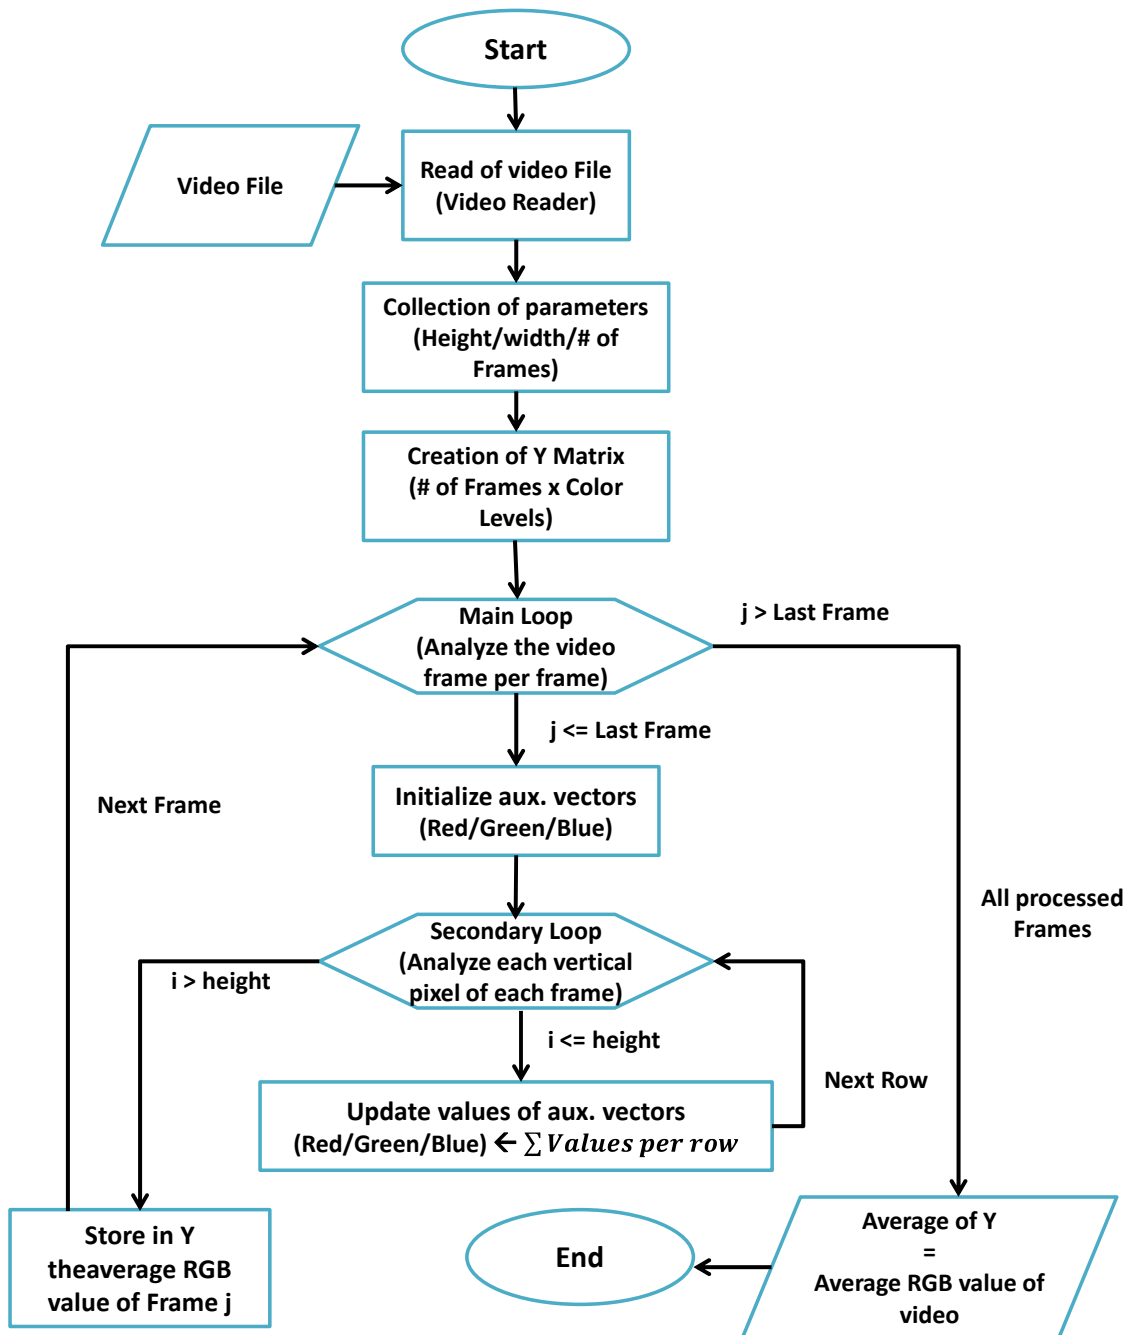 Start
Video File
Read of video File
(Video Reader)
Collection of parameters
(Height/width/# of
Frames)
Creation of Y Matrix
(# of Frames x Color
Levels)
Main Loop
(Analyze the video
frame per frame)
j > Last Frame
j <= Last Frame
Next Frame
Initialize aux. vectors
(Red/Green/Blue)
All processed
Frames
Secondary Loop
(Analyze each vertical
pixel of each frame)
i > height
i <= height
Next Row
Update values of aux. vectors
(Red/Green/Blue) ← ∑ Values per row
Store in Y
theaverage RGB
value of Frame j
End
Average of Y
=
Average RGB value of
video